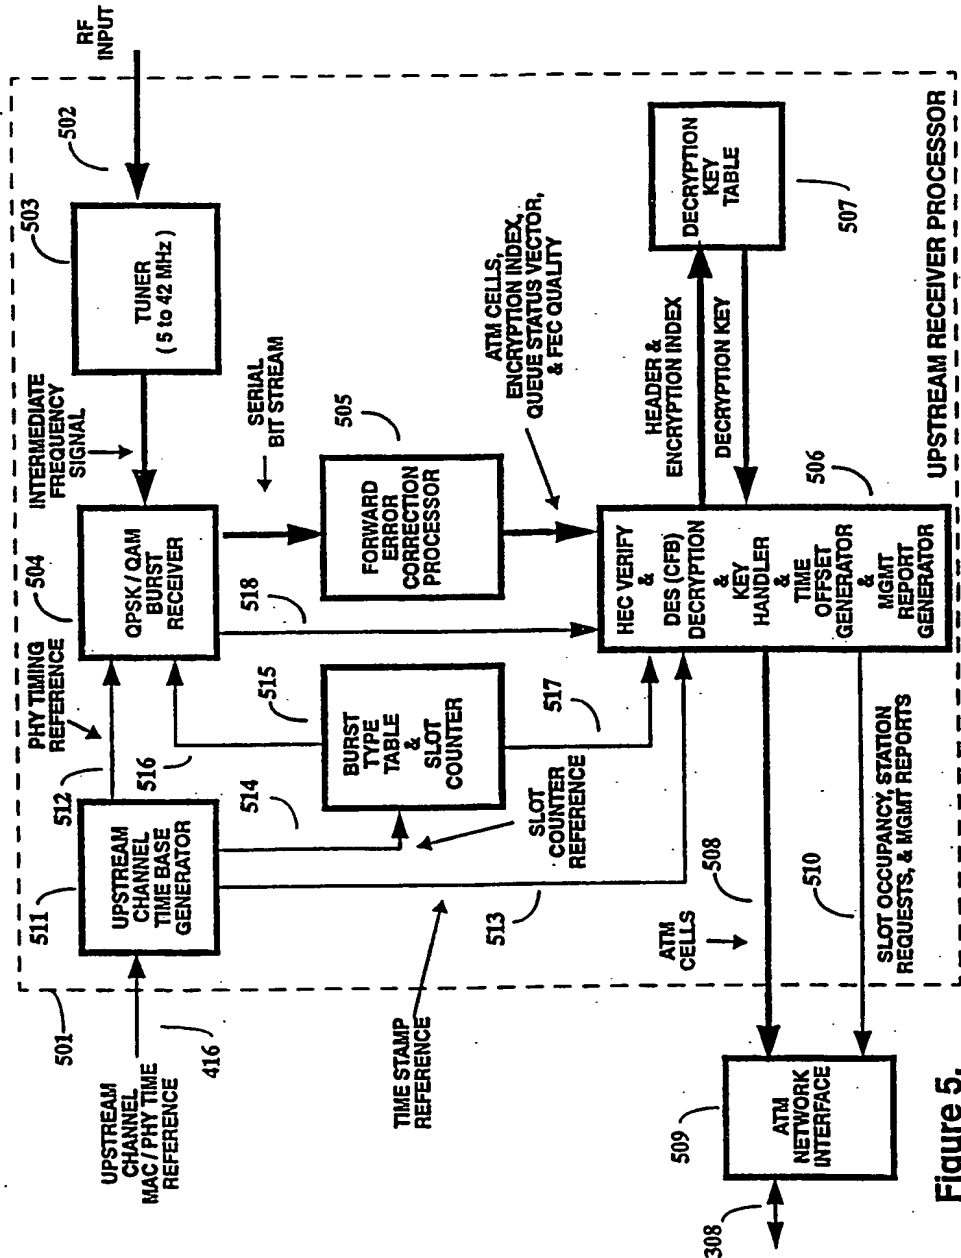 RF
INPUT
502
503
TUNER
( 5 to 42 MHz )
INTERMEDIATE
FREQUENCY
SIGNAL
504
QPSK / QAM
BURST
RECEIVER
PHY TIMING
REFERENCE
512
511
UPSTREAM
CHANNEL
TIME BASE
GENERATOR
501
UPSTREAM
CHANNEL
MAC / PHY TIME
REFERENCE
416
SERIAL
BIT STREAM
505
FORWARD
ERROR
CORRECTION
PROCESSOR
518
516
515
BURST
TYPE
TABLE
&
SLOT
COUNTER
514
SLOT
COUNTER
REFERENCE
517
513
TIME STAMP
REFERENCE
ATM CELLS,
ENCRYPTION INDEX,
QUEUE STATUS VECTOR,
& FEC QUALITY
DECRYPTION
KEY
TABLE
507
HEADER &
ENCRYPTION INDEX
DECRYPTION KEY
506
HEC VERIFY
&
DES (CFB)
DECRYPTION
&
KEY
HANDLER
&
TIME
OFFSET
GENERATOR
&
MGMT
REPORT
GENERATOR
UPSTREAM RECEIVER PROCESSOR
508
ATM
CELLS
510
SLOT OCCUPANCY, STATION
REQUESTS, & MGMT REPORTS
509
ATM
NETWORK
INTERFACE
308
Figure 5.